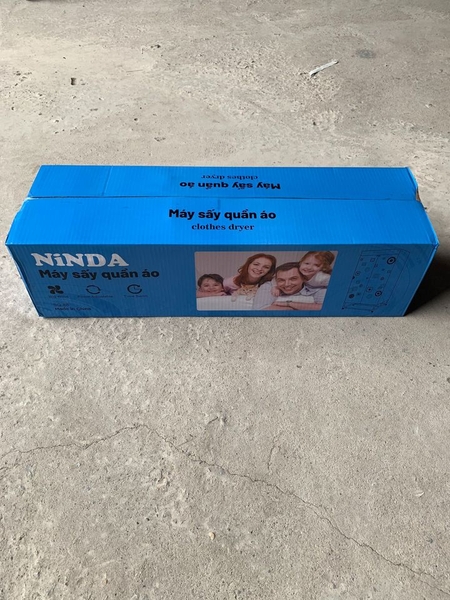 Máy sấy quần áo
clothes dryer
Máy sấy quần áo
clothes dryer
NiNDA
Máy sấy quần áo